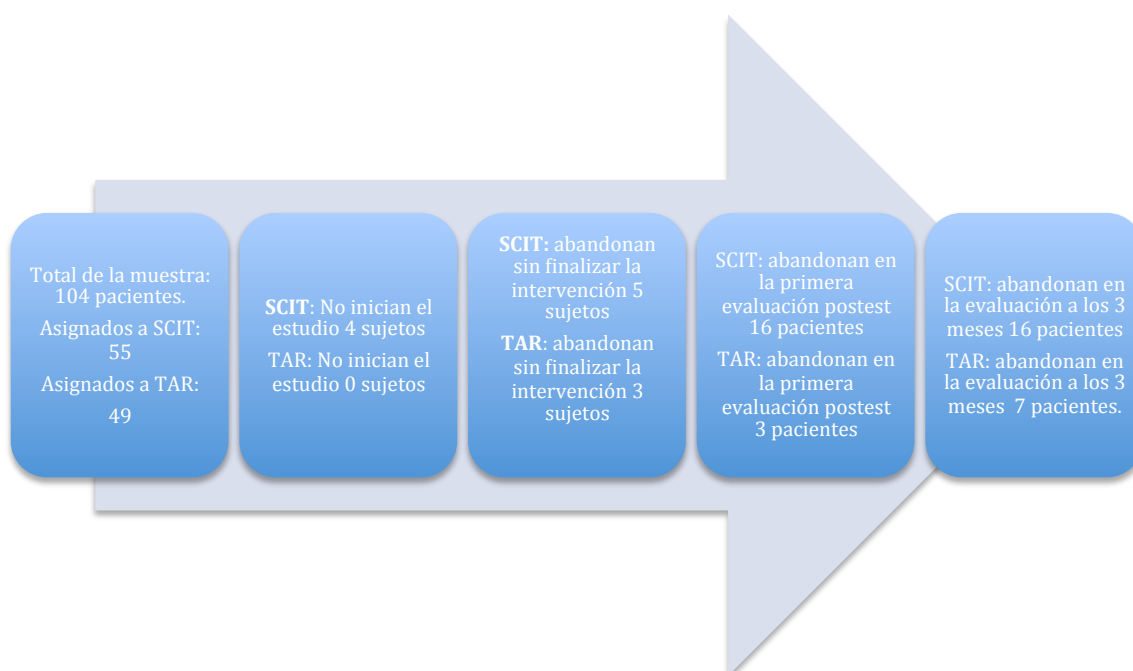 Total de la muestra:
104 pacientes.
Asignados a SCIT:
55
Asignados a TAR:
49
SCIT: No inician el
estudio 4 sujetos
TAR: No inician el
estudio 0 sujetos
SCIT: abandonan
sin finalizar la
intervención 5
sujetos
TAR: abandonan
sin finalizar la
intervención 3
sujetos
SCIT: abandonan en
la primera
evaluación postest
16 pacientes
TAR: abandonan en
la primera
evaluación postest
3 pacientes
SCIT: abandonan en
la evaluación a los 3
meses 16 pacientes
TAR: abandonan en
la evaluación a los 3
meses 7 pacientes.